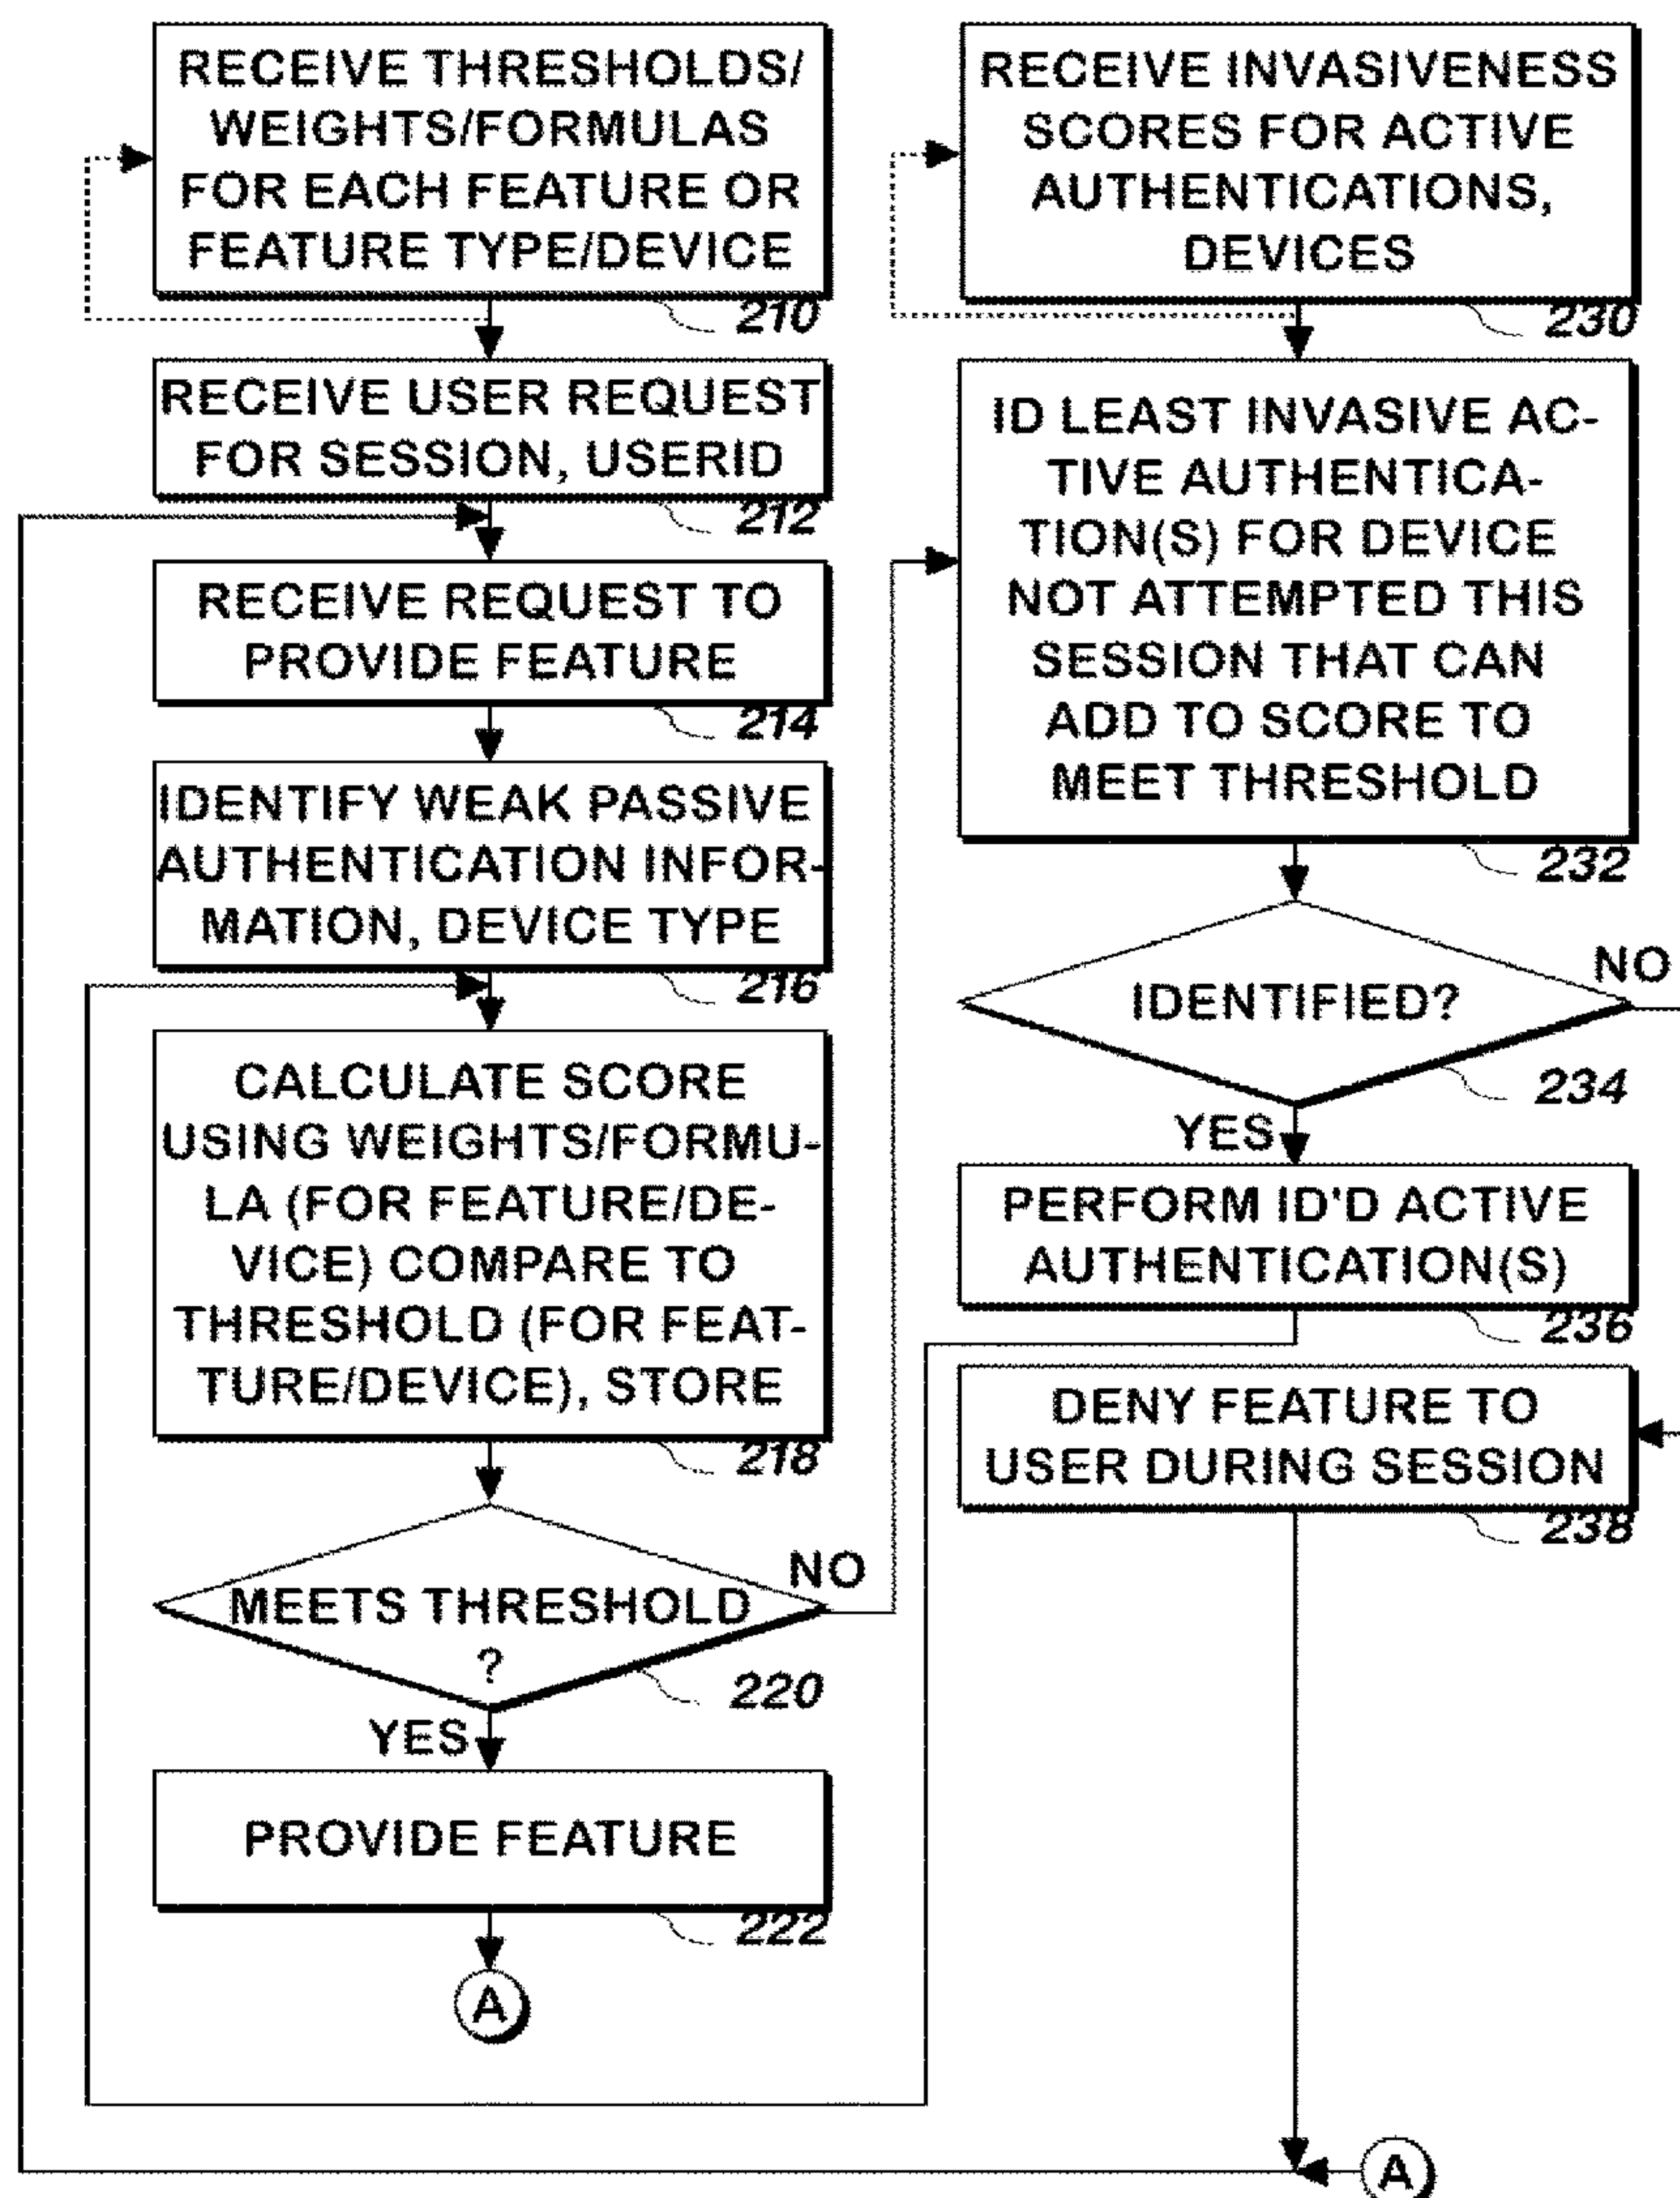 RECEIVE THRESHOLDS/
WEIGHTS/FORMULAS
FOR EACH FEATURE OR
FEATURE TYPE/DEVICE
210
RECEIVE USER REQUEST
FOR SESSION, USERID
212
RECEIVE REQUEST TO
PROVIDE FEATURE
214
IDENTIFY WEAK PASSIVE
AUTHENTICATION INFOR-
MATION, DEVICE TYPE
216
CALCULATE SCORE
USING WEIGHTS/FORMU-
LA (FOR FEATURE/DE-
VICE) COMPARE TO
THRESHOLD (FOR FEAT-
TURE/DEVICE), STORE
218
MEETS THRESHOLD
?
NO
220
YES
PROVIDE FEATURE
222
A
RECEIVE INVASIVENESS
SCORES FOR ACTIVE
AUTHENTICATIONS,
DEVICES
230
ID LEAST INVASIVE AC-
TIVE AUTHENTICA-
TION(S) FOR DEVICE
NOT ATTEMPTED THIS
SESSION THAT CAN
ADD TO SCORE TO
MEET THRESHOLD
232
IDENTIFIED?
NO
234
YES
PERFORM ID'D ACTIVE
AUTHENTICATION(S)
236
DENY FEATURE TO
USER DURING SESSION
238
A